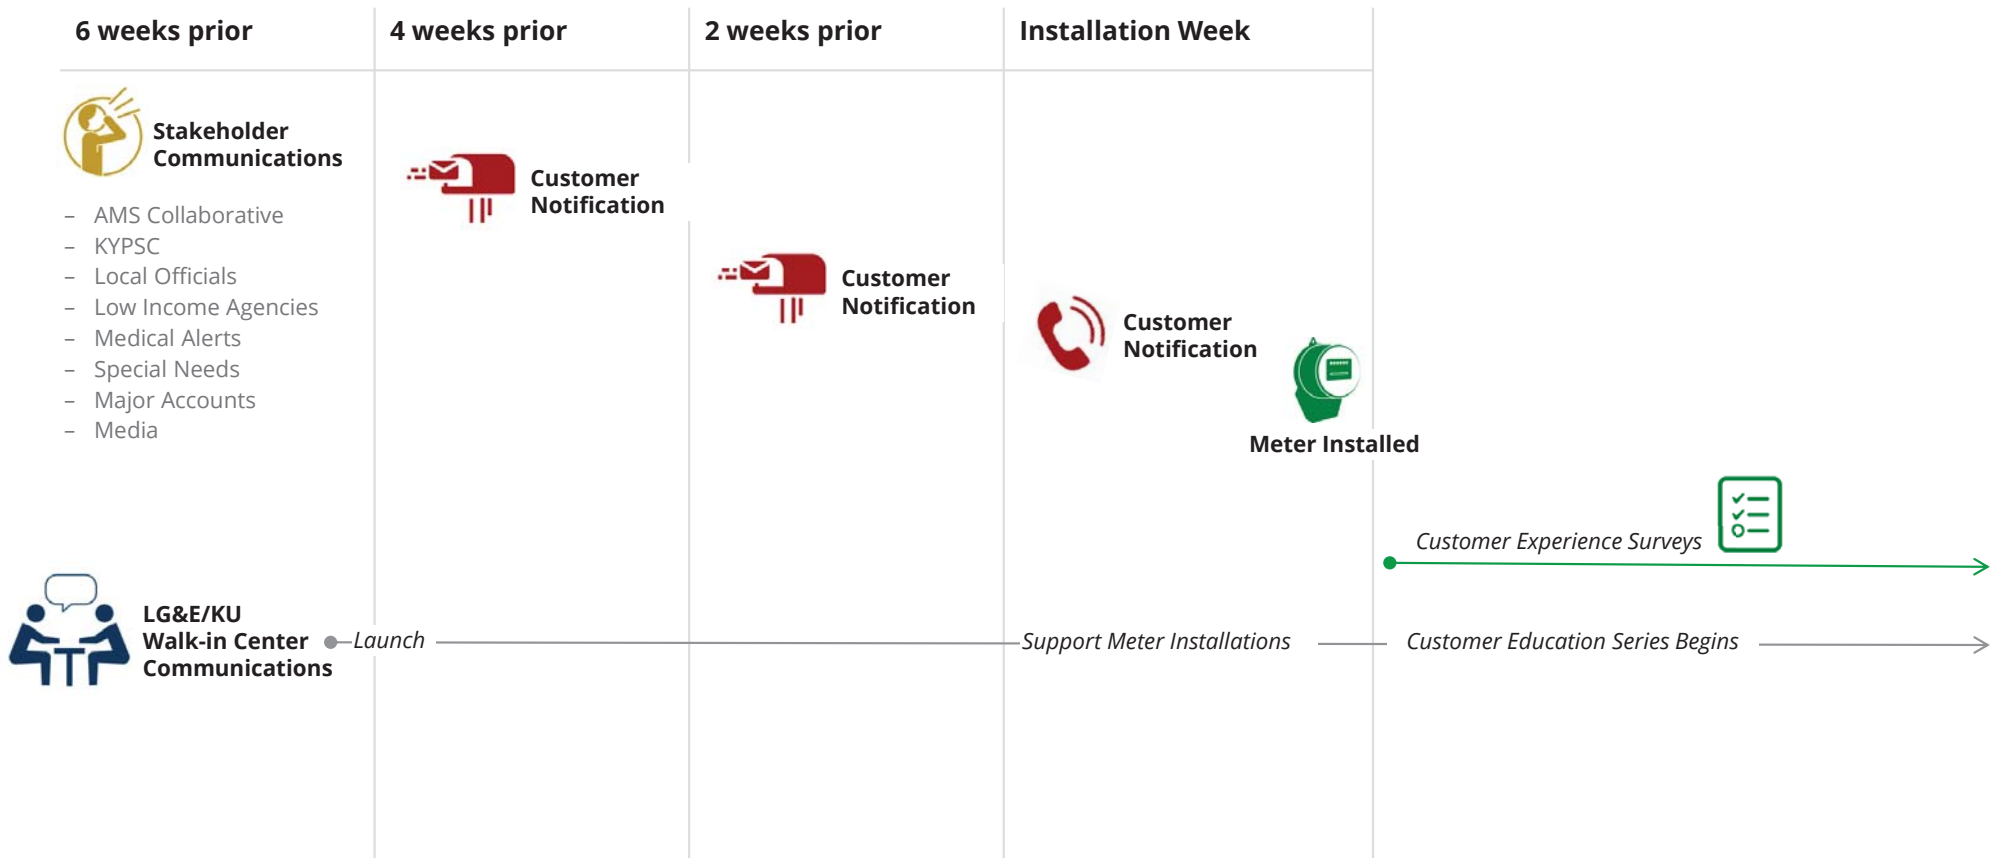 6 weeks prior
4 weeks prior
2 weeks prior
Installation Week
Stakeholder
Communications
– AMS Collaborative
– KYPSC
– Local Officials
– Low Income Agencies
– Medical Alerts
– Special Needs
– Major Accounts
– Media
Customer
Notification
Customer
Notification
Customer
Notification
Meter Installed
Customer Experience Surveys
LG&E/KU
Walk-in Center
Communications
Launch
Support Meter Installations
Customer Education Series Begins